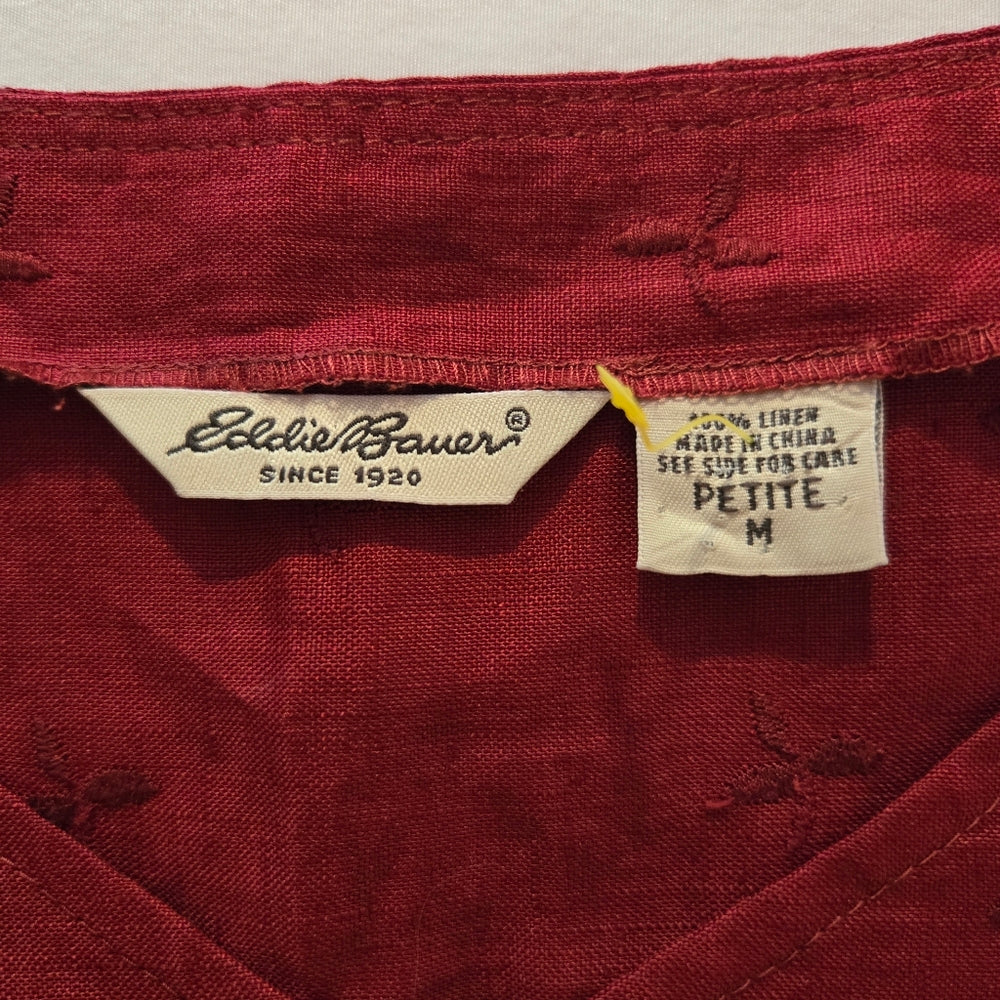 Eddie Bauer®
SINCE 1920
100% LINEN
MADE IN CHINA
SEE SIDE FOR CARE
PETITE
M